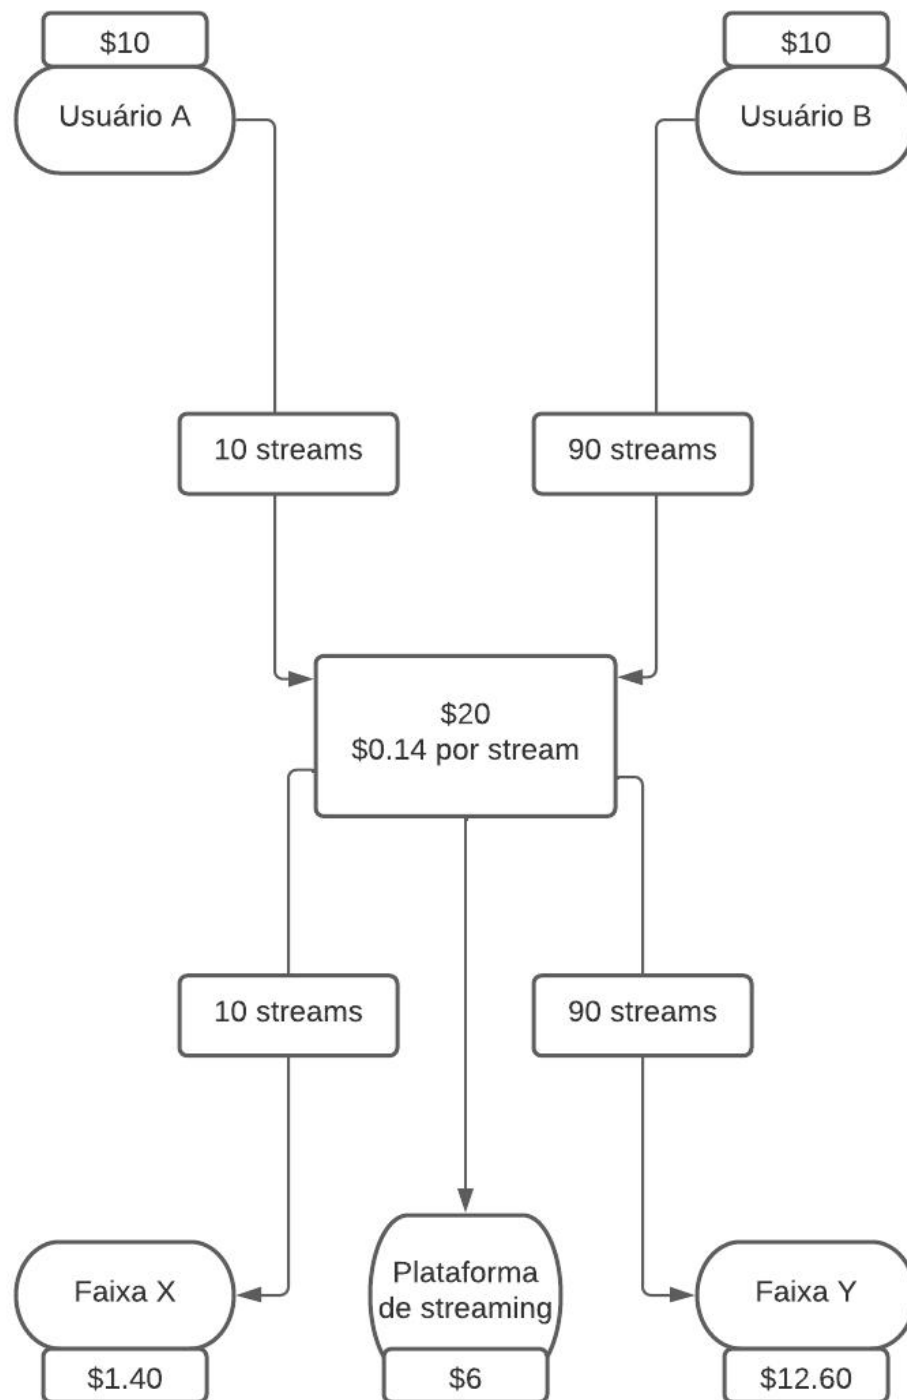 $10
$10
Usuário A
Usuário B
10 streams
90 streams
$20
$0.14 por stream
10 streams
90 streams
Faixa X
Plataforma
de streaming
Faixa Y
$1.40
$6
$12.60